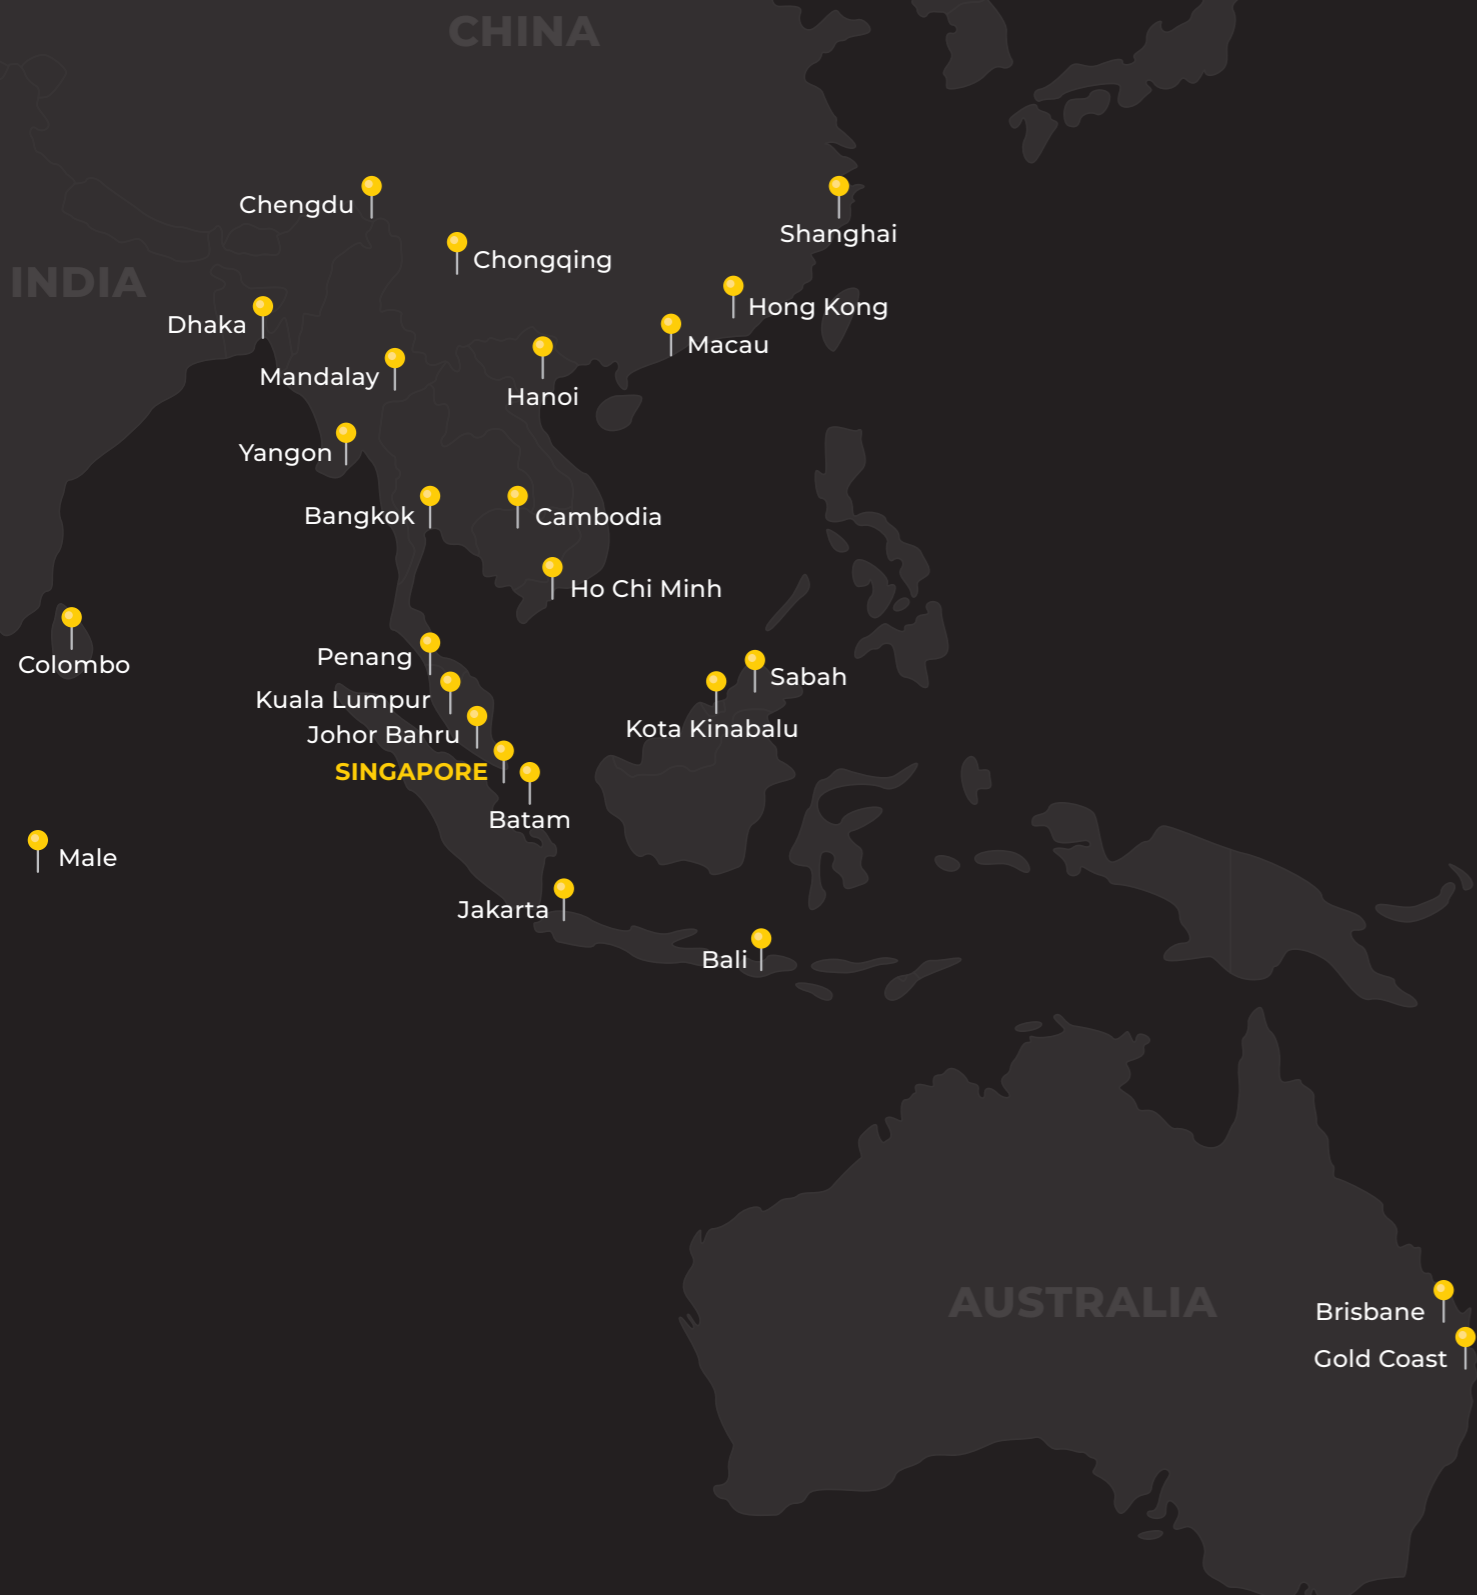 CHINA
Chengdu
Shanghai
Chongqing
INDIA
Hong Kong
Dhaka
Macau
Mandalay
Hanoi
Yangon
Bangkok
Cambodia
Ho Chi Minh
Colombo
Penang
Sabah
Kuala Lumpur
Kota Kinabalu
Johor Bahru
SINGAPORE
Batam
Male
Jakarta
Bali
AUSTRALIA
Brisbane
Gold Coast